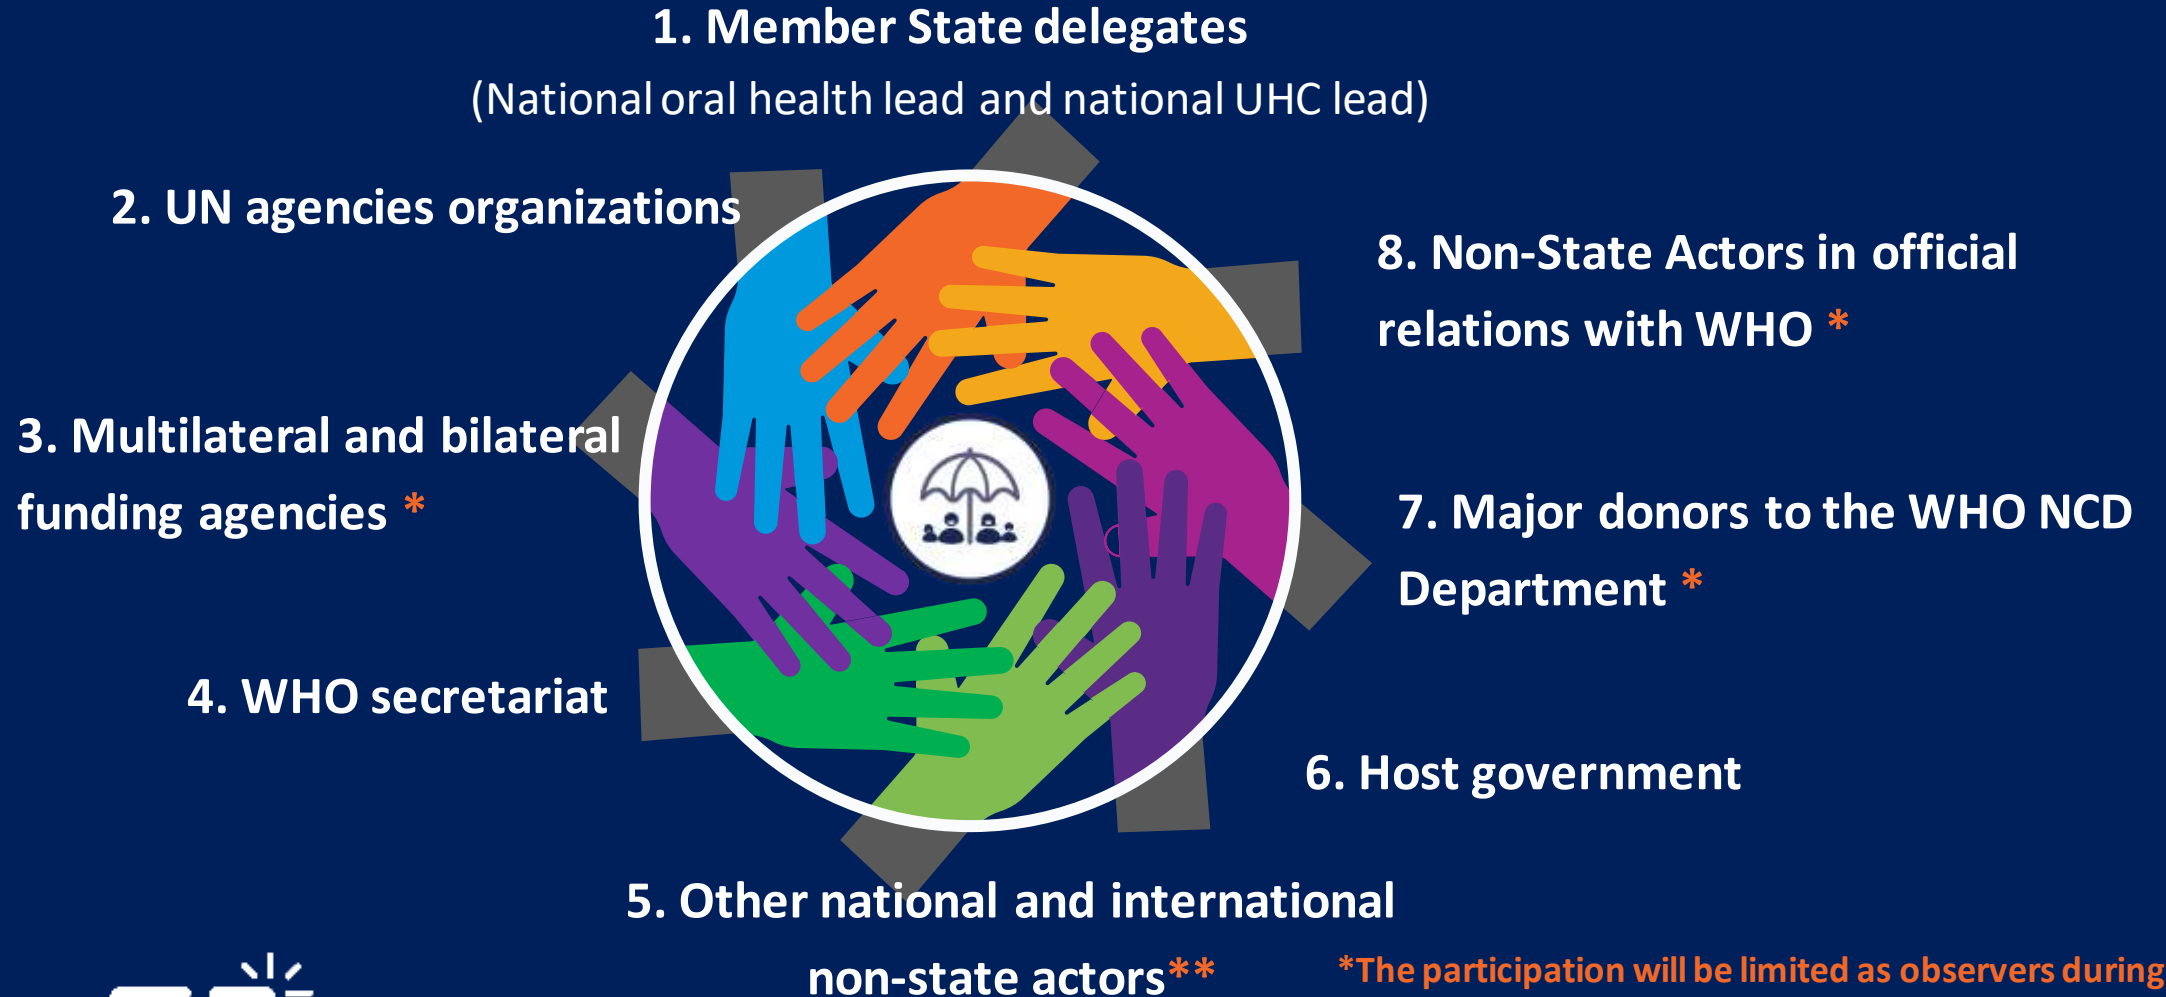 1. Member State delegates
(National oral health lead and national UHC lead)
2. UN agencies organizations
3. Multilateral and bilateral
funding agencies *
4. WHO secretariat
5. Other national and international
non-state actors**
6. Host government
7. Major donors to the WHO NCD
Department *
8. Non-State Actors in official
relations with WHO *
*The participation will be limited as observers during